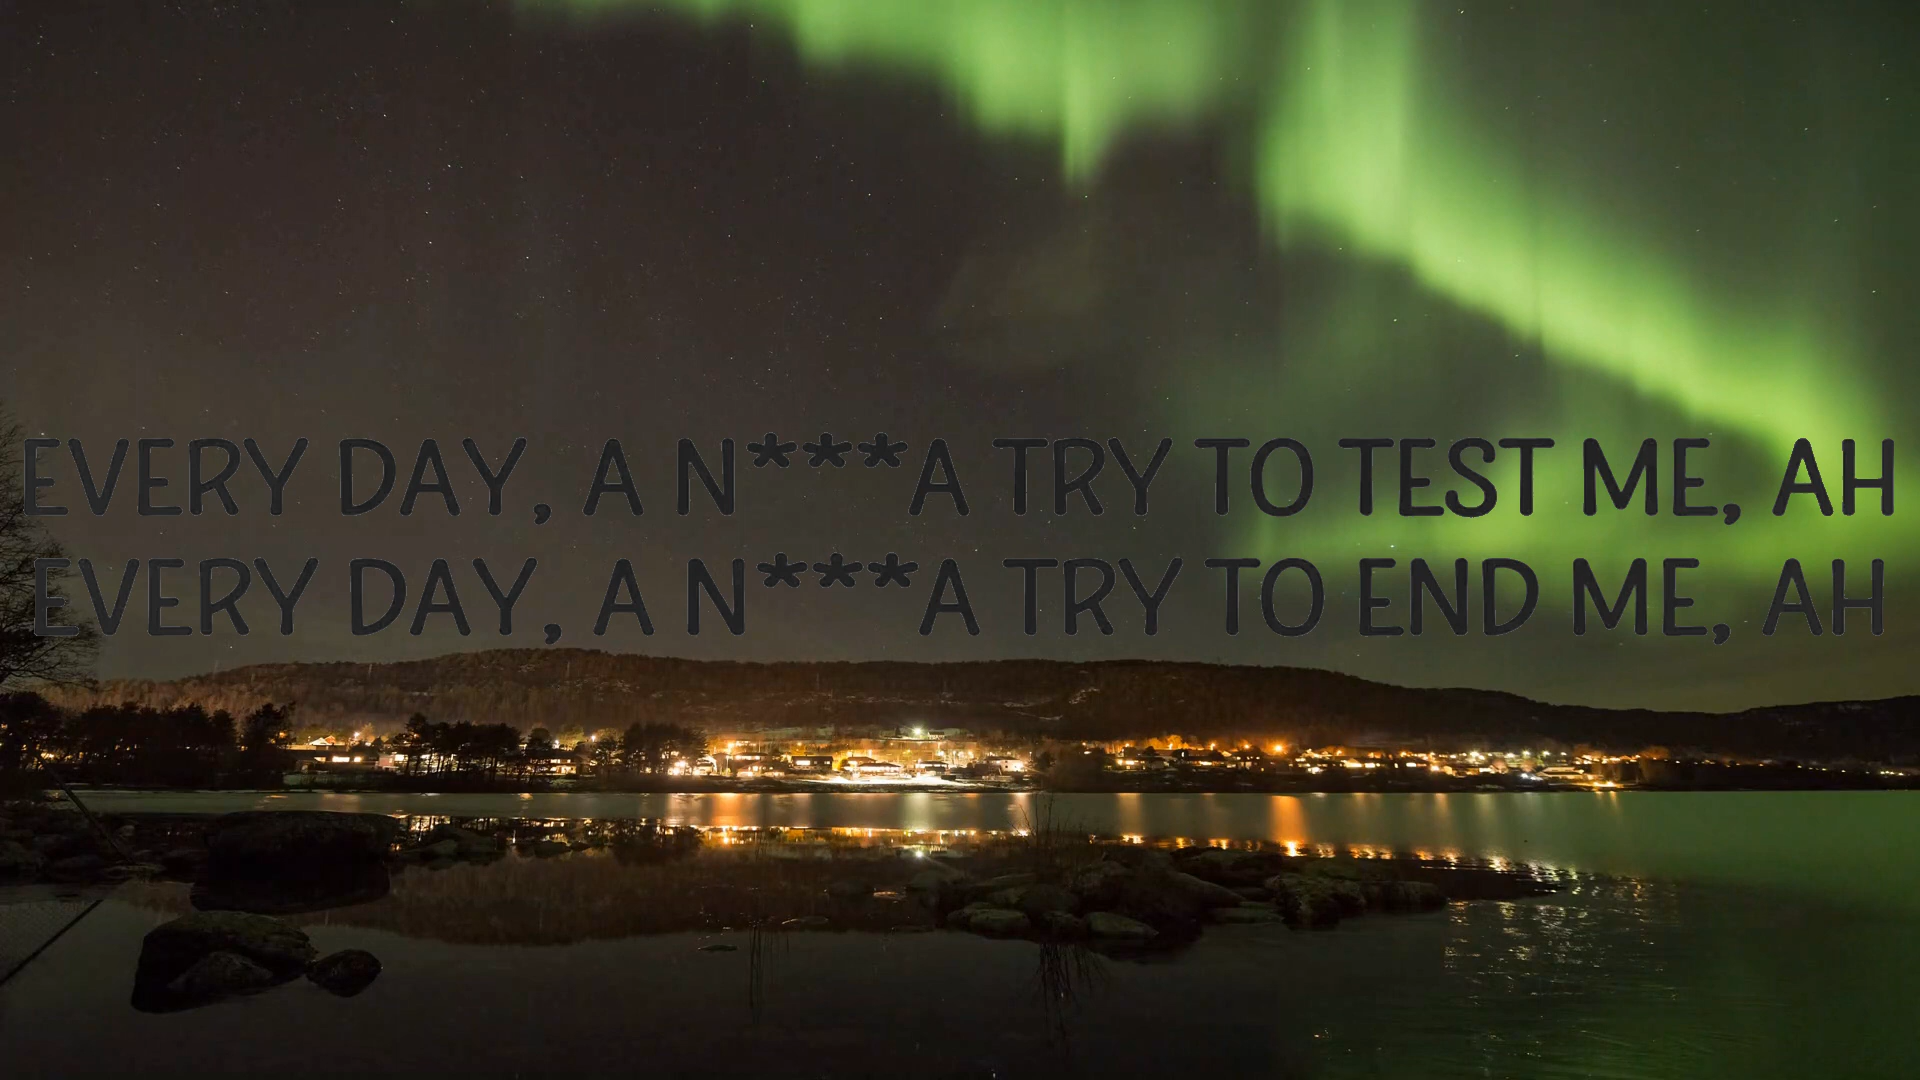 EVERY DAY, A N***A TRY TO TEST ME, AH
EVERY DAY, A N***A TRY TO END ME, AH